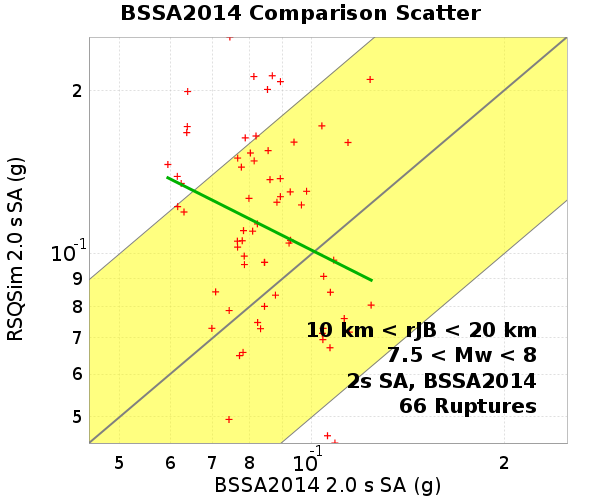 BSSA2014 Comparison Scatter
RSQSim 2.0 s SA (g)
2
10⁻¹
9
8
7
6
5
10 km < rJB < 20 km
7.5 < Mw < 8
2s SA, BSSA2014
66 Ruptures
5 6 7 8 10⁻¹ 2
BSSA2014 2.0 s SA (g)